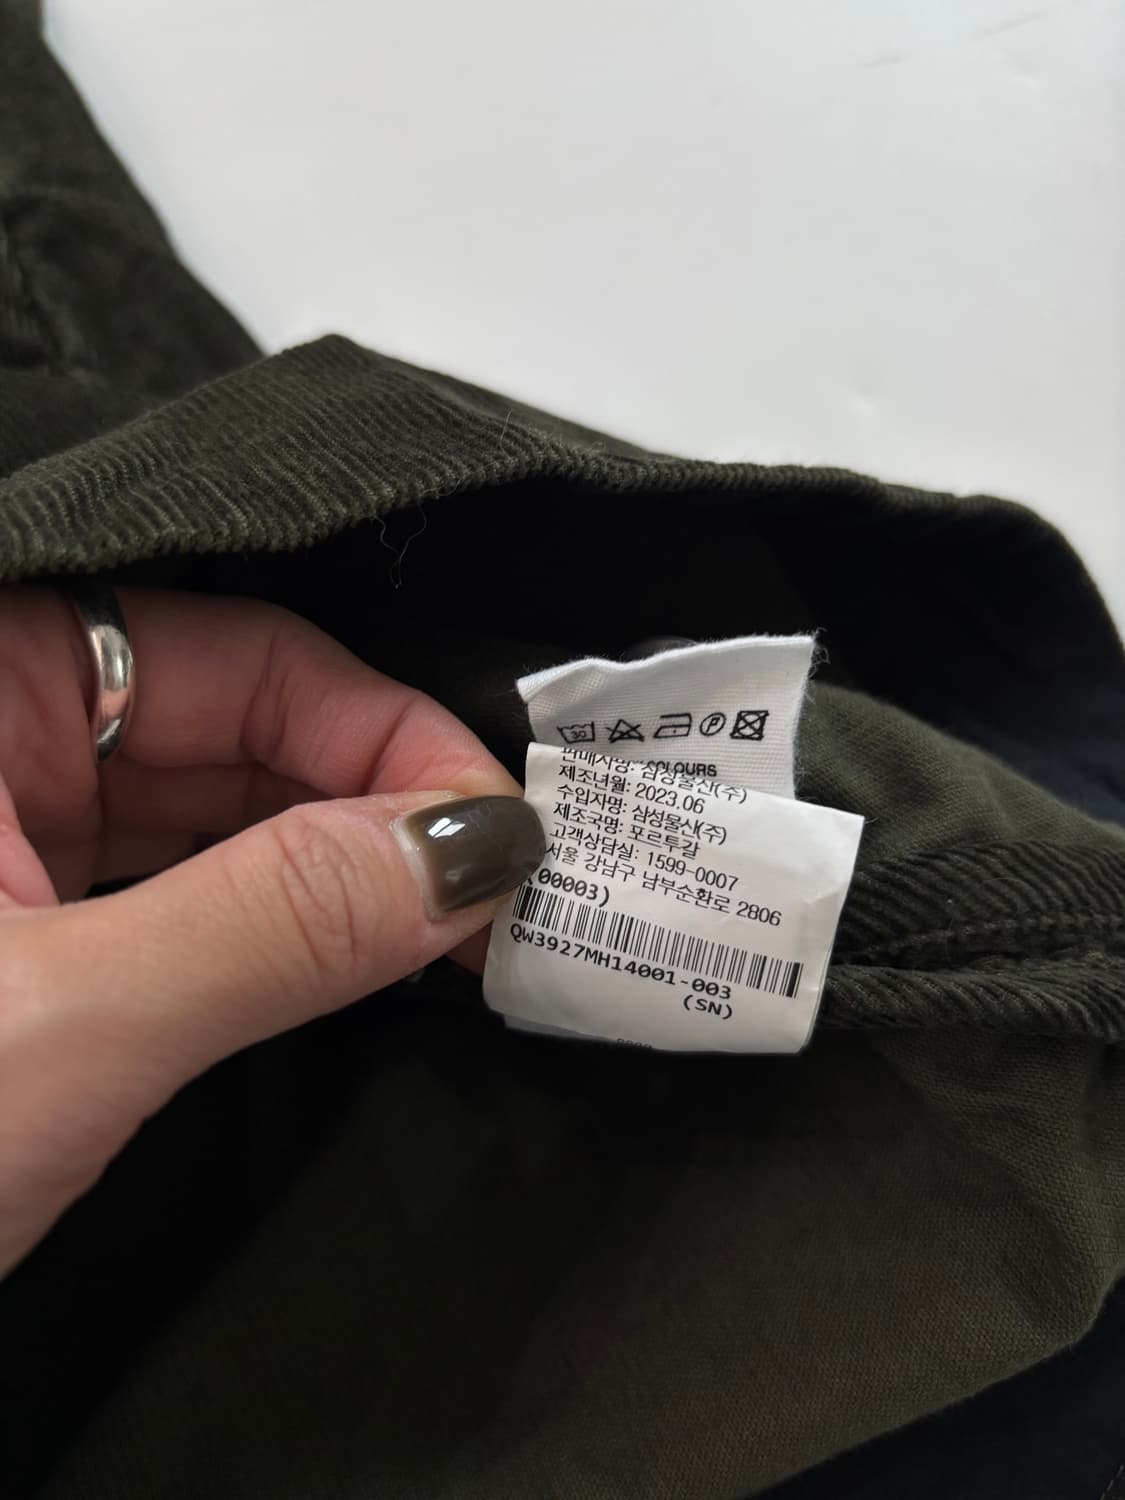 30
P
COLOURS
판매자명: 삼성물산(주)
제조년월: 2023.06
수입자명: 삼성물산(주)
제조국명: 포르투갈
고객상담실: 1599-0007
서울 강남구 남부순환로 2806
(00003)
QW3927MH14001-003
(SN)